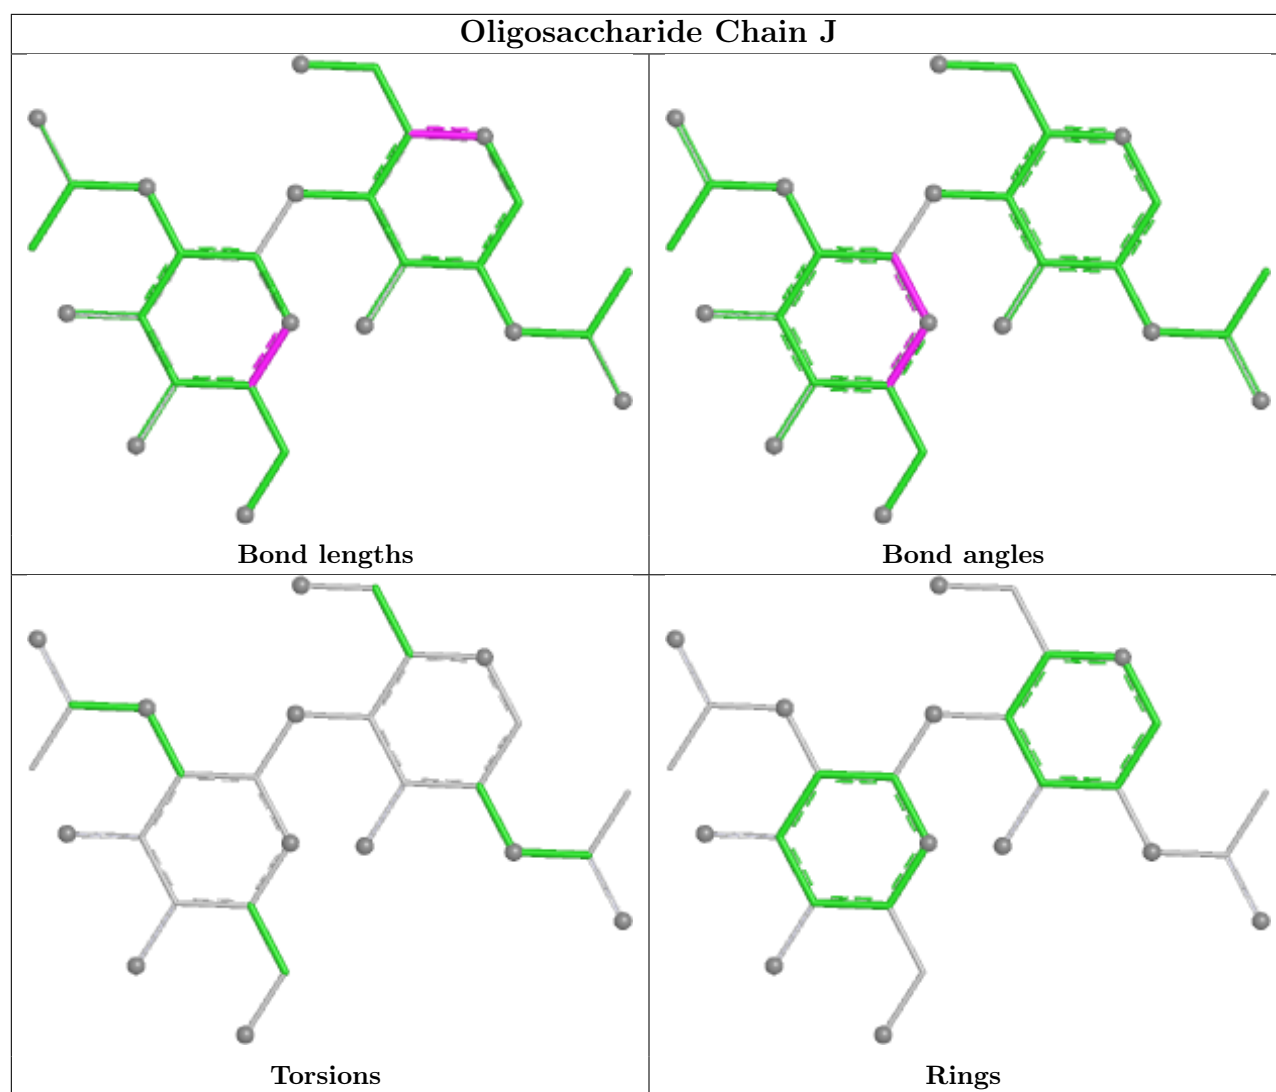 Oligosaccharide Chain J
Bond lengths
Bond angles
Torsions
Rings